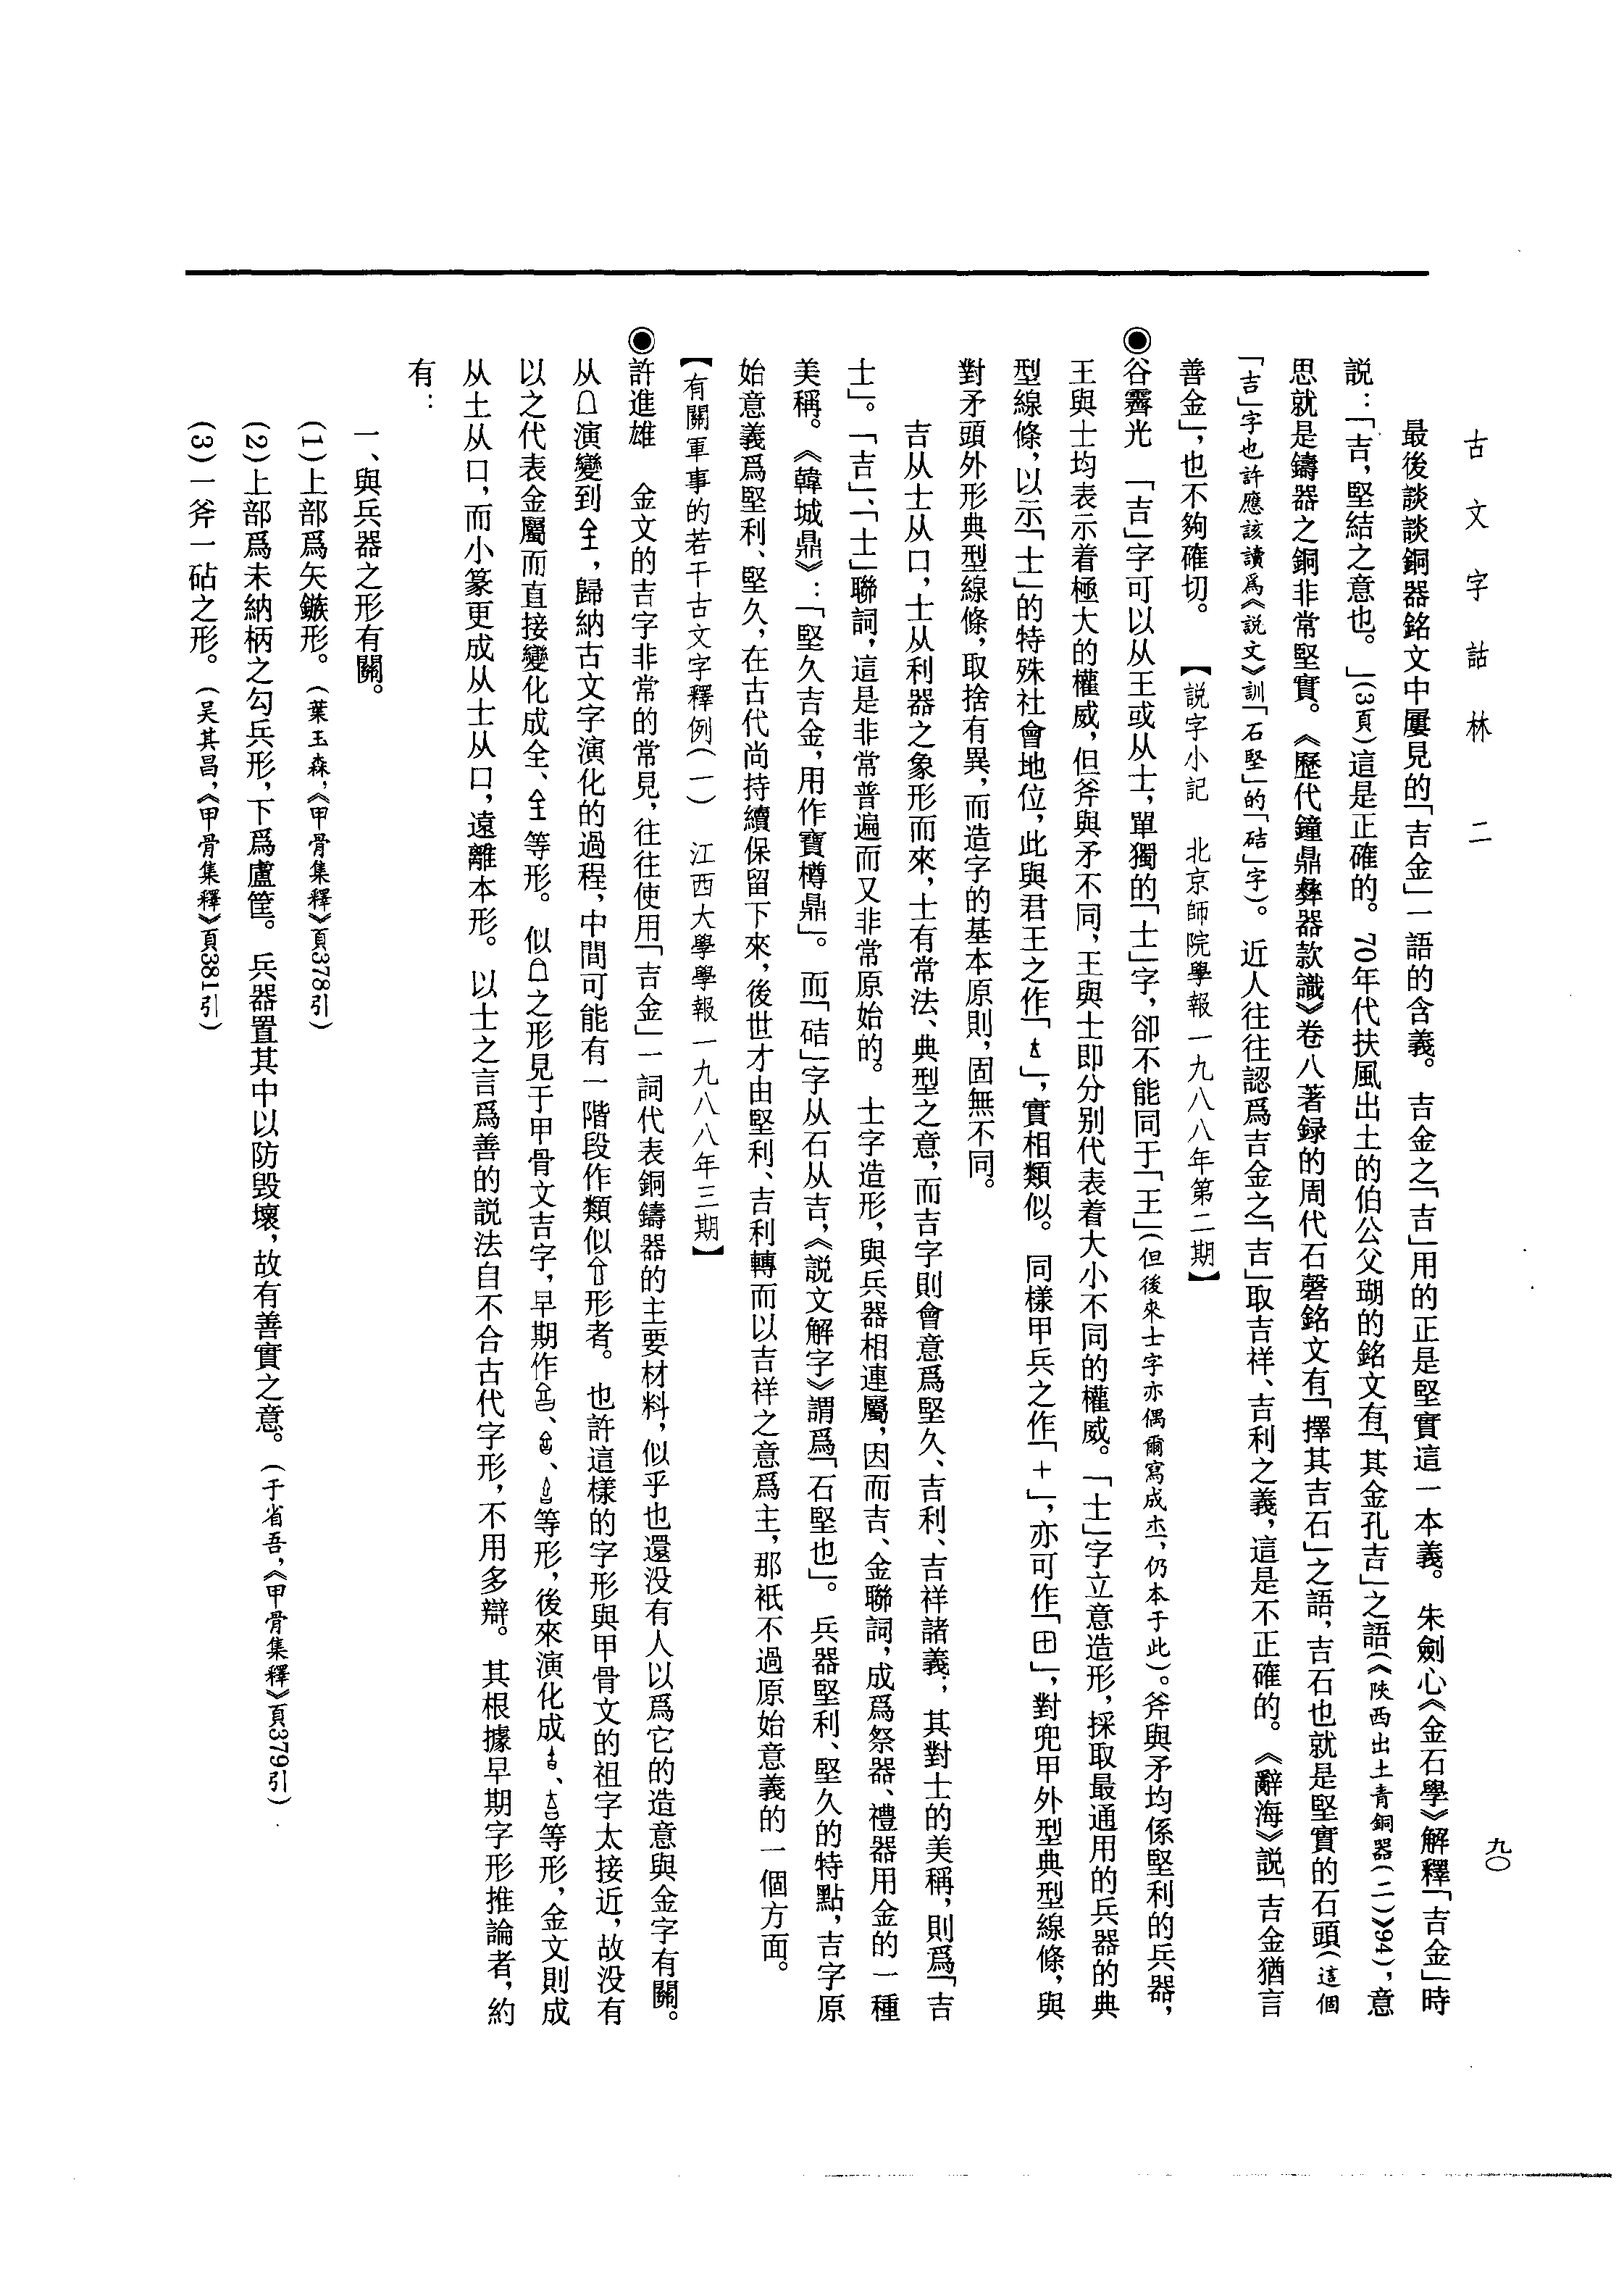 古文字詁林 二
九〇
最後談談銅器銘文中屢見的「吉金」一語的含義。吉金之「吉」用的正是堅實這一本義。朱劍心《金石學》解釋「吉金」時
説：「吉，堅結之意也。」(3頁)這是正確的。70年代扶風出土的伯公父瑚的銘文有「其金孔吉」之語(《陝西出土青銅器(二)》94)，意
思就是鑄器之銅非常堅實。《歷代鐘鼎彝器款識》卷八著録的周代石磬銘文有「擇其吉石」之語，吉石也就是堅實的石頭(這個
「吉」字也許應該讀爲《説文》訓「石堅」的「硈」字)。近人往往認爲吉金之「吉」取吉祥、吉利之義，這是不正確的。《辭海》説「吉金猶言
善金」，也不夠確切。 【説字小記 北京師院學報一九八八年第二期】
◉谷霽光 「吉」字可以从王或从士，單獨的「士」字，卻不能同于「王」(但後來士字亦偶爾寫成，仍本于此)。斧與矛均係堅利的兵器，
王與士均表示着極大的權威，但斧與矛不同，王與士即分别代表着大小不同的權威。「士」字立意造形，採取最通用的兵器的典
型線條，以示「士」的特殊社會地位，此與君王之作「」，實相類似。同樣甲兵之作「十」，亦可作「田」，對兜甲外型典型線條，與
對矛頭外形典型線條，取捨有異，而造字的基本原則，固無不同。
吉从士从口，士从利器之象形而來，士有常法、典型之意，而吉字則會意爲堅久、吉利、吉祥諸義；其對士的美稱，則爲「吉
士」。「吉」、「士」聯詞，這是非常普遍而又非常原始的。士字造形，與兵器相連屬，因而吉、金聯詞，成爲祭器、禮器用金的一種
美稱。《韓城鼎》：「堅久吉金，用作寶樽鼎」。而「硈」字从石从吉，《説文解字》謂爲「石堅也」。兵器堅利、堅久的特點，吉字原
始意義爲堅利、堅久，在古代尚持續保留下來，後世才由堅利、吉利轉而以吉祥之意爲主，那衹不過原始意義的一個方面。
【有關軍事的若干古文字釋例(一) 江西大學學報一九八八年三期】
◉許進雄 金文的吉字非常的常見，往往使用「吉金」一詞代表銅鑄器的主要材料，似乎也還没有人以爲它的造意與金字有關。
从演變到，歸納古文字演化的過程，中間可能有一階段作類似形者。也許這樣的字形與甲骨文的祖字太接近，故没有
以之代表金屬而直接變化成全、等形。似之形見于甲骨文吉字，早期作、、等形，後來演化成、等形，金文則成
从士从口，而小篆更成从士从口，遠離本形。以士之言爲善的説法自不合古代字形，不用多辯。其根據早期字形推論者，約
有：
一、與兵器之形有關。
(1)上部爲矢鏃形。(葉玉森，《甲骨集釋》頁378引)
(2)上部爲未納柄之勾兵形，下爲盧筐。兵器置其中以防毁壞，故有善實之意。(于省吾，《甲骨集釋》頁379引)
(3)一斧一砧之形。(吴其昌，《甲骨集釋》頁381引)